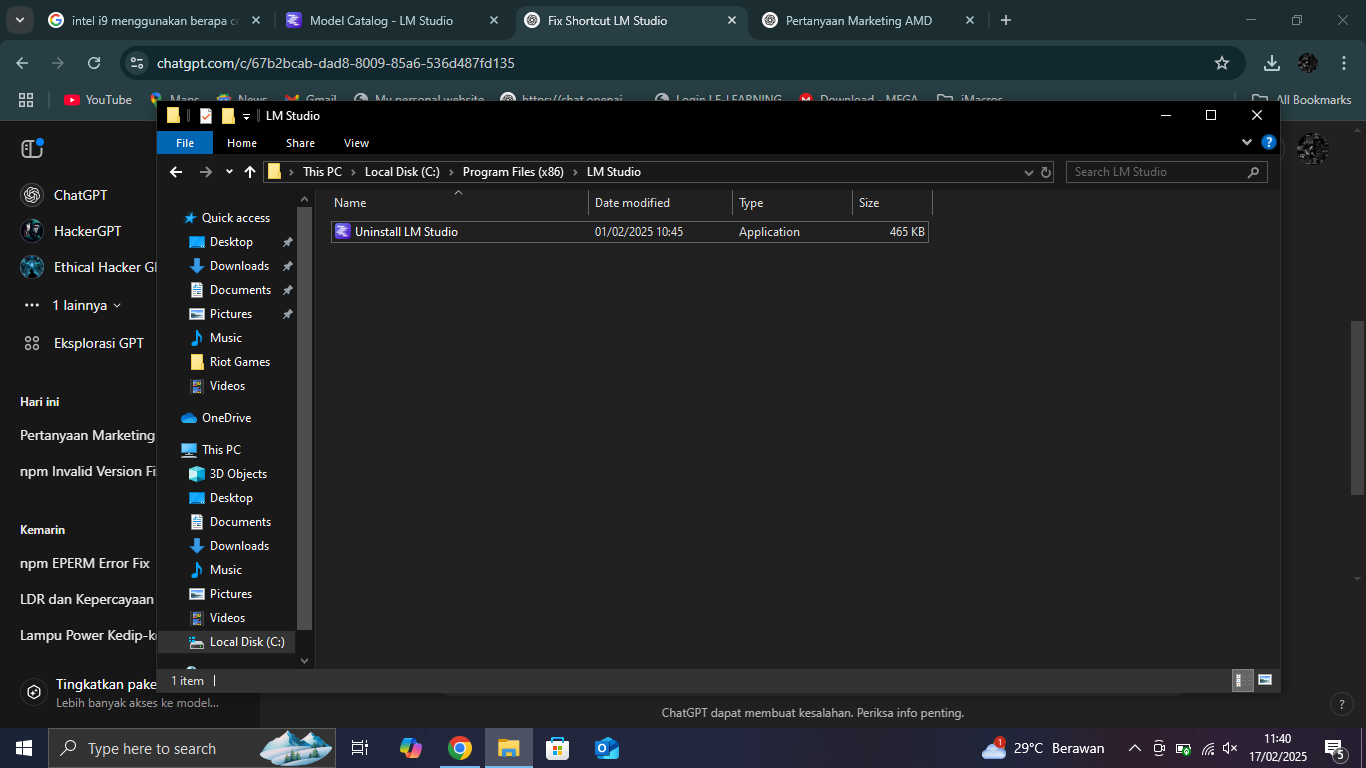 intel i9 menggunakan berapa c
Model Catalog - LM Studio
Fix Shortcut LM Studio
Pertanyaan Marketing AMD
chatgpt.com/c/67b2bcab-dad8-8009-85a6-536d487fd135
YouTube
Maps
News
Gmail
My personal website
https://chat.openai...
Login LE-LEARNING
Download - MEGA
iMacros
All Bookmarks
LM Studio
File
Home
Share
View
This PC > Local Disk (C:) > Program Files (x86) > LM Studio
Search LM Studio
ChatGPT
HackerGPT
Ethical Hacker G
1 lainnya
Eksplorasi GPT
Hari ini
Pertanyaan Marketing
npm Invalid Version Fi
Kemarin
npm EPERM Error Fix
LDR dan Kepercayaan
Lampu Power Kedip-k
Tingkatkan pake
Lebih banyak akses ke model...
Quick access
Desktop
Downloads
Documents
Pictures
Music
Riot Games
Videos
OneDrive
This PC
3D Objects
Desktop
Documents
Downloads
Music
Pictures
Videos
Local Disk (C:)
Name
Date modified
Type
Size
Uninstall LM Studio
01/02/2025 10:45
Application
465 KB
1 item
ChatGPT dapat membuat kesalahan. Periksa info penting.
?
Type here to search
1
29°C Berawan
11:40
17/02/2025
5